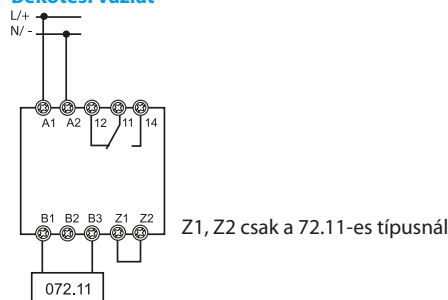 Bekötési vázlat
L/+
N/ -
A1 A2 12 11 14
B1 B2 B3 Z1 Z2
Z1, Z2 csak a 72.11-es típusnál
072.11